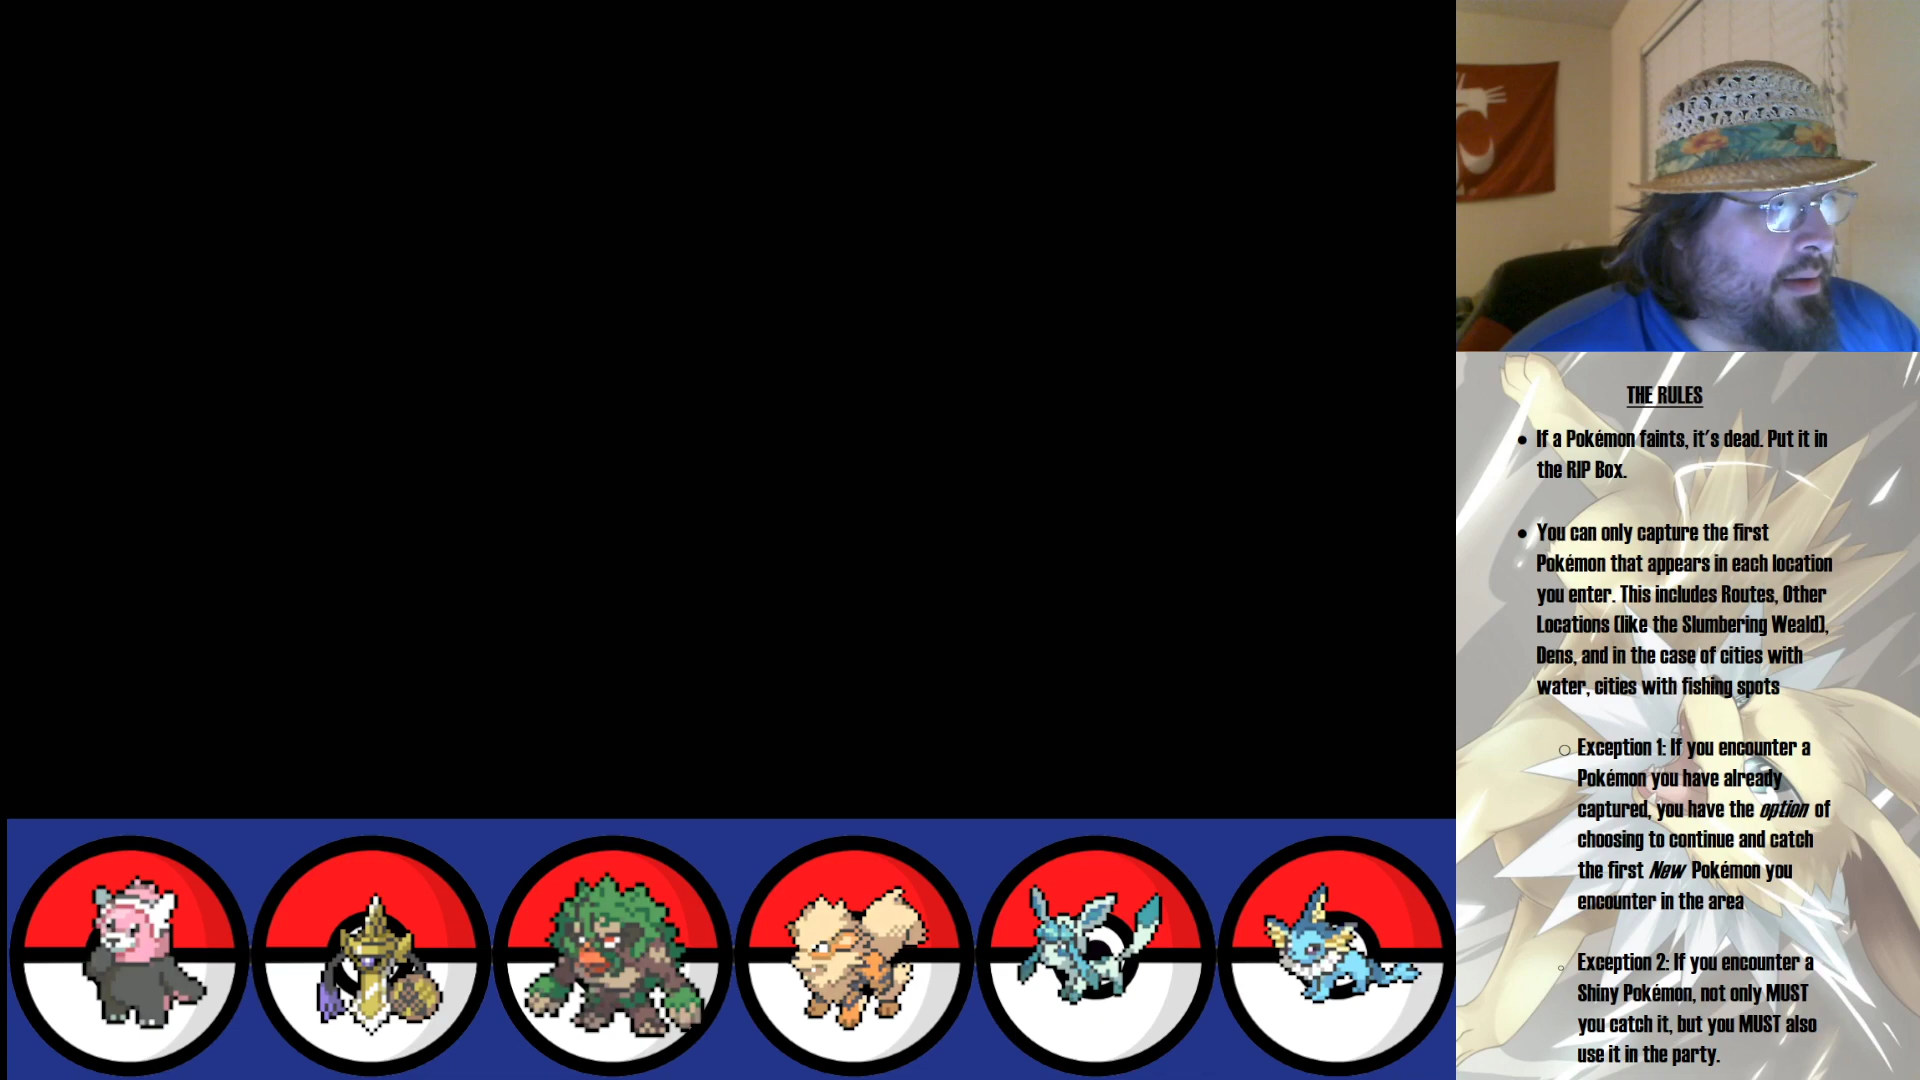 THE RULES
If a Pokémon faints, it's dead. Put it in
the RIP Box.
You can only capture the first
Pokémon that appears in each location
you enter. This includes Routes, Other
Locations (like the Slumbering Weald),
Dens, and in the case of cities with
water, cities with fishing spots
Exception 1: If you encounter a
Pokémon you have already
captured, you have the option of
choosing to continue and catch
the first New Pokémon you
encounter in the area
Exception 2: If you encounter a
Shiny Pokémon, not only MUST
you catch it, but you MUST also
use it in the party.